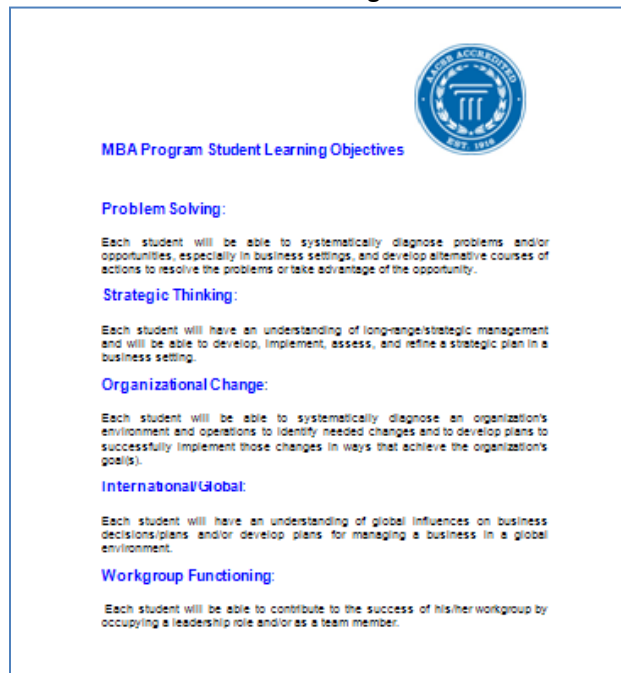 AACSB ACCREDITED
EST. 1916
MBA Program Student Learning Objectives
Problem Solving:
Each student will be able to systematically diagnose problems and/or
opportunities, especially in business settings, and develop alternative courses of
actions to resolve the problems or take advantage of the opportunity.
Strategic Thinking:
Each student will have an understanding of long-range/strategic management
and will be able to develop, implement, assess, and refine a strategic plan in a
business setting.
Organizational Change:
Each student will be able to systematically diagnose an organization's
environment and operations to identify needed changes and to develop plans to
successfully implement those changes in ways that achieve the organization's
goal(s).
International/Global:
Each student will have an understanding of global influences on business
decisions/plans and/or develop plans for managing a business in a global
environment.
Workgroup Functioning:
Each student will be able to contribute to the success of his/her workgroup by
occupying a leadership role and/or as a team member.